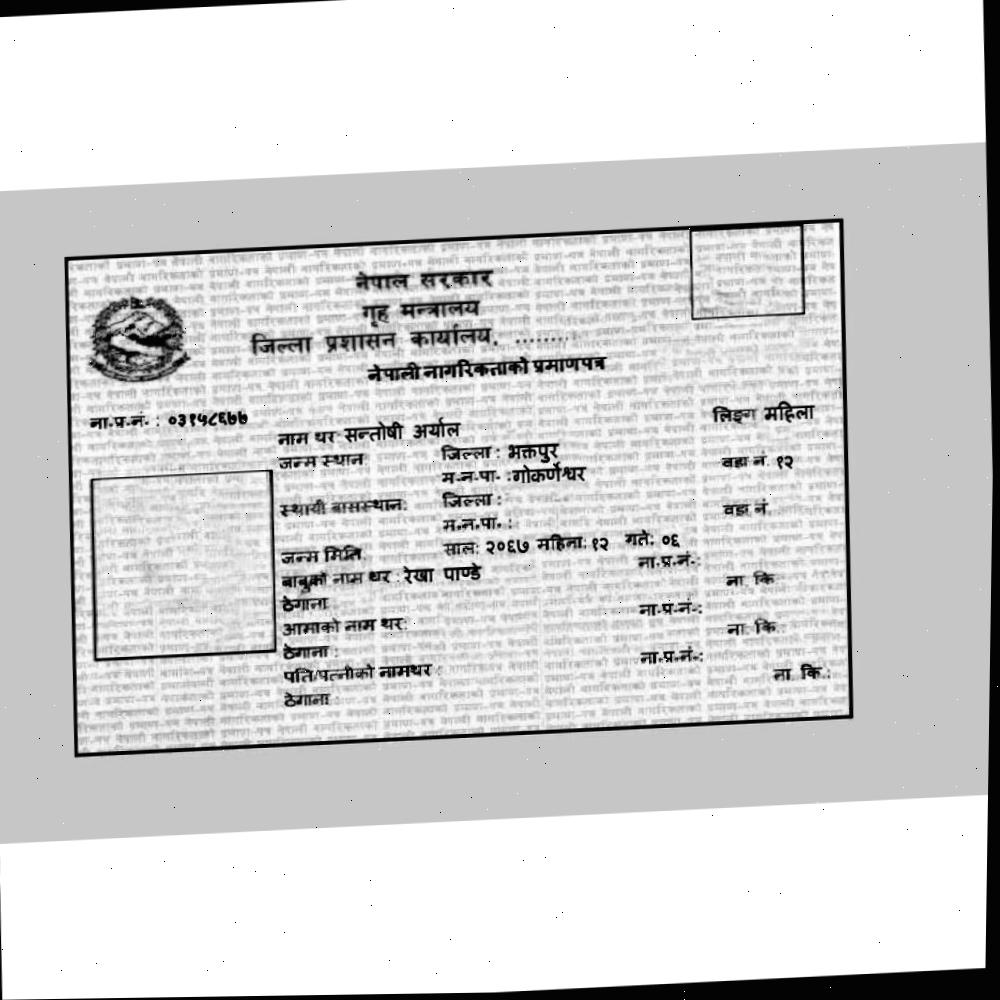 नेपाल सरकार
गृह मन्त्रालय
जिल्ला प्रशासन कार्यालय, ........
नेपाली नागरिकताको प्रमाणपत्र
ना.प्र.नं. : ०३१५८६७७
लिङ्ग महिला
नाम थर सन्तोषी अर्याल
जन्म स्थान जिल्ला : भक्तपुर
म.न.पा. : गोकर्णेश्वर वडा नं. १२
स्थायी बासस्थान: जिल्ला :
म.न.पा. : वडा नं.
जन्म मिति: साल: २०६७ महिना: १२ गते: ०६
बाबुको नाम थर : रेखा पाण्डे ना.प्र.नं.:
ठेगाना ना. कि
आमाको नाम थर: ना.प्र.नं.:
ठेगाना : ना. कि.:
पति/पत्नीको नामथर : ना.प्र.नं.:
ठेगाना : ना. कि.: